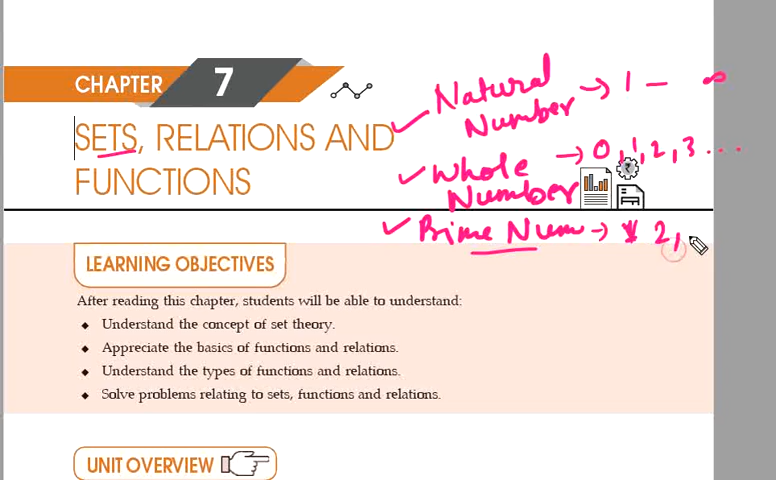 CHAPTER 7
SETS, RELATIONS AND
FUNCTIONS
Natural
Number → 1 – ∞
Whole
Number → 0, 1, 2, 3 ...
Prime Num → 2,
LEARNING OBJECTIVES
After reading this chapter, students will be able to understand:
◆ Understand the concept of set theory.
◆ Appreciate the basics of functions and relations.
◆ Understand the types of functions and relations.
◆ Solve problems relating to sets, functions and relations.
UNIT OVERVIEW